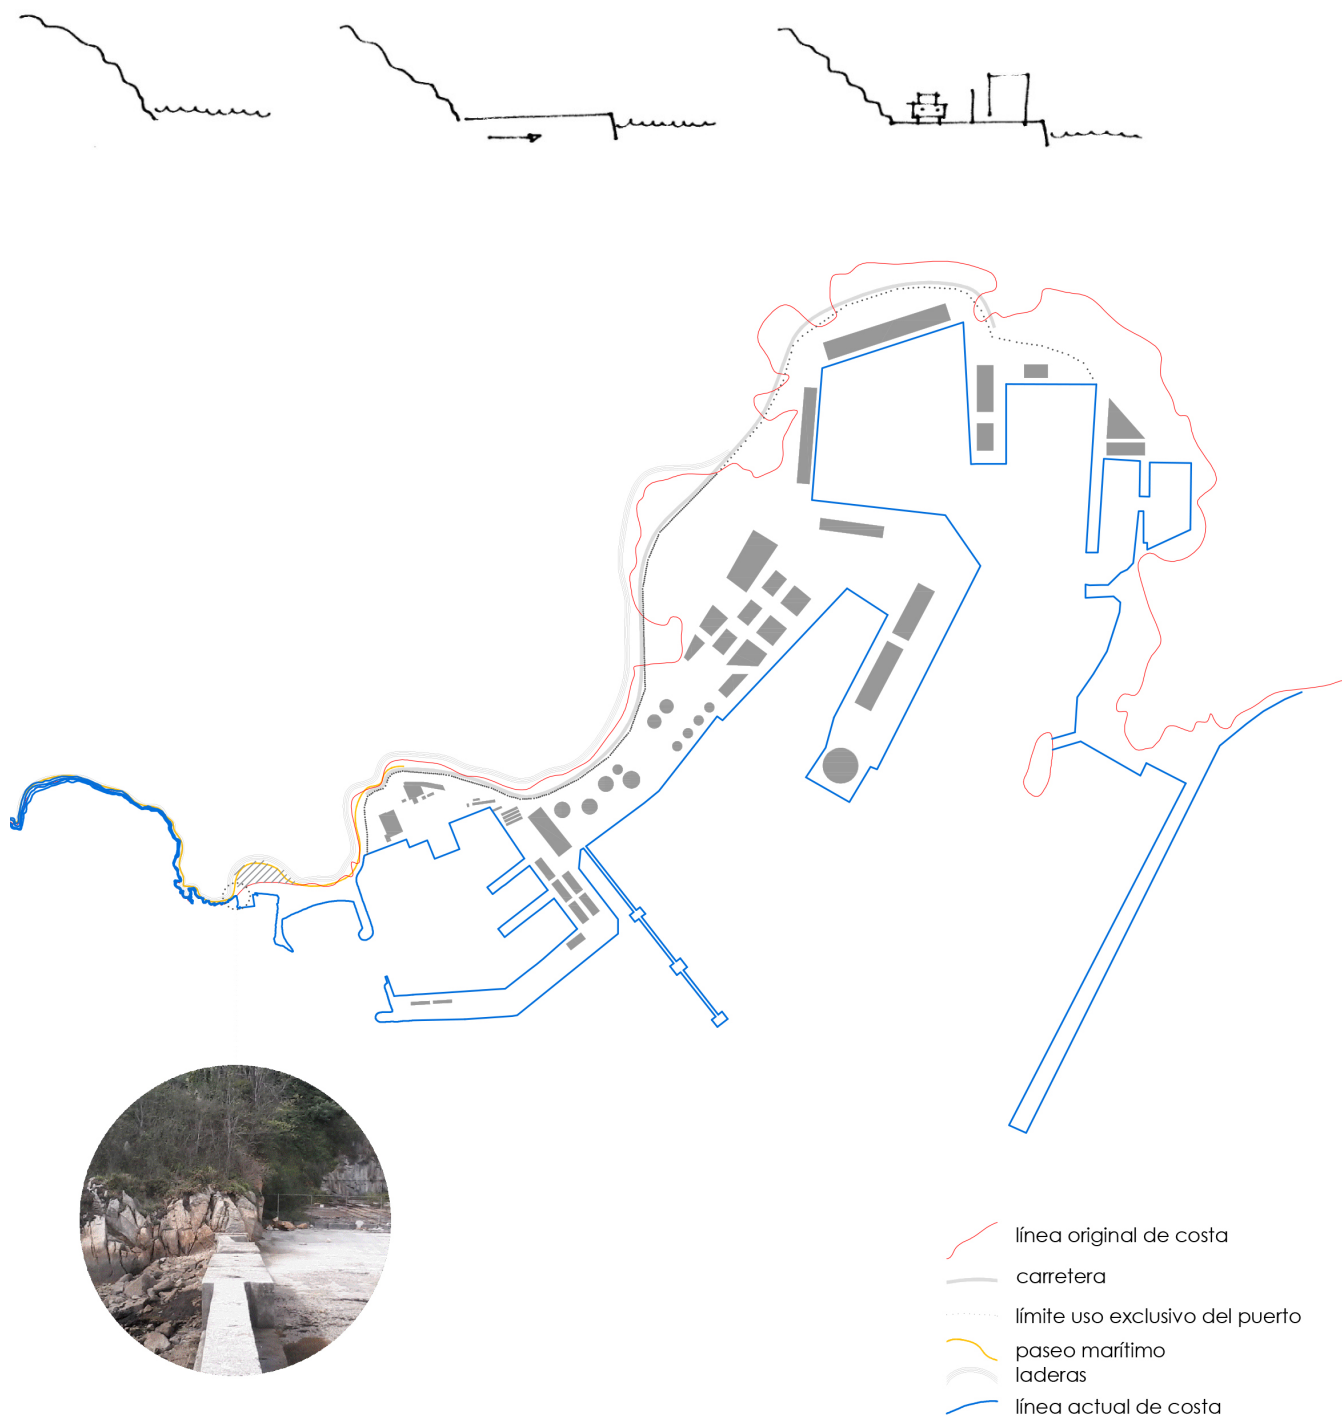 línea original de costa
carretera
límite uso exclusivo del puerto
paseo marítimo
laderas
línea actual de costa